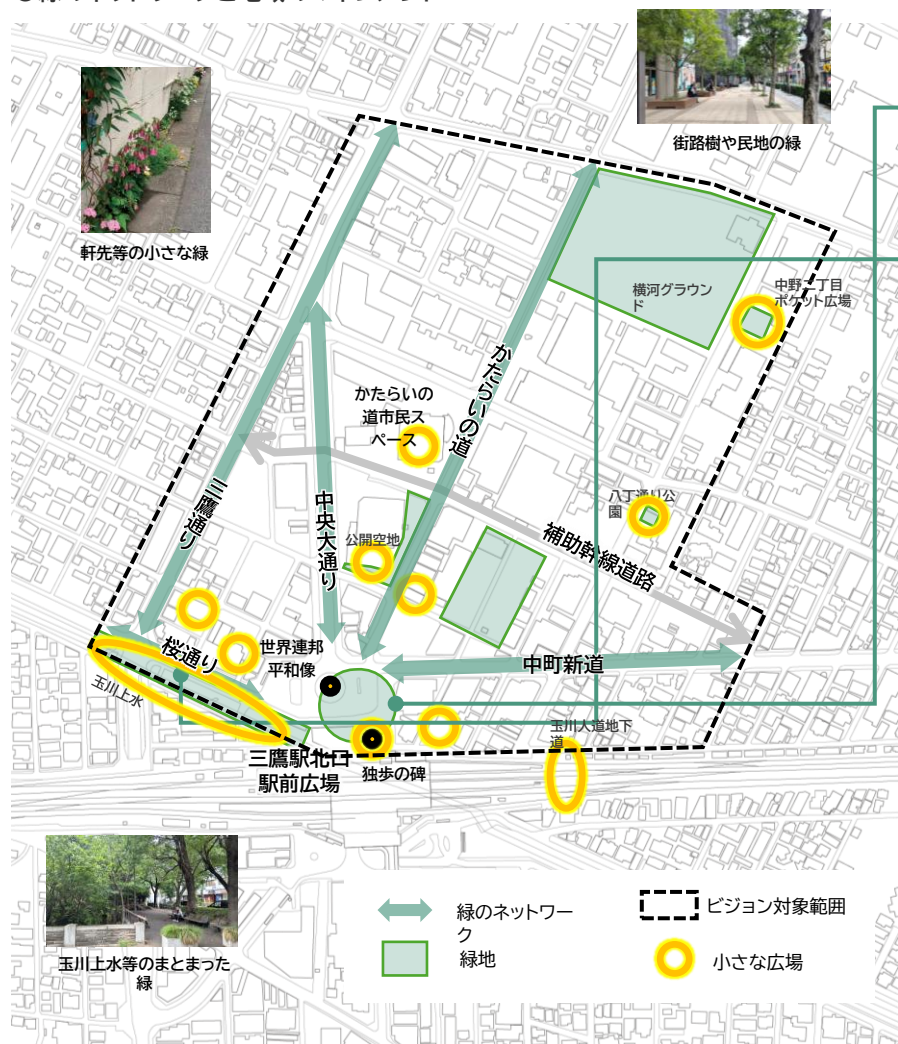 街路樹や民地の緑
軒先等の小さな緑
横河グラウン
ド
中野二丁目
ポケット広場
かたらいの道
かたらいの
道市民ス
ペース
三鷹通り
中央大通り
八丁通り公
園
公開空地
補助幹線道路
桜通り
世界連邦
平和像
中町新道
玉川上水
玉川人道地下
道
三鷹駅北口
駅前広場
独歩の碑
玉川上水等のまとまった
緑
緑のネットワー
ク
緑地
ビジョン対象範囲
小さな広場